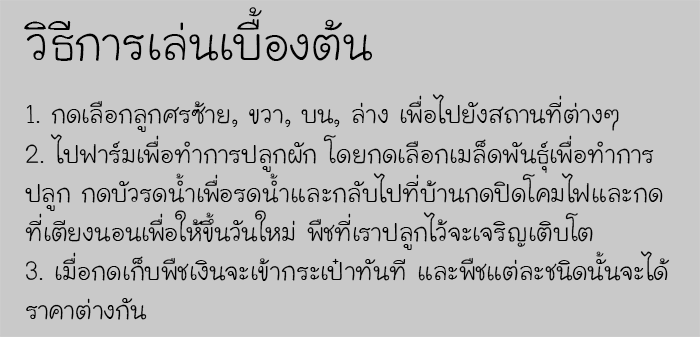 วิธีการเล่นเบื้องต้น
1. กดเลือกลูกศรซ้าย, ขวา, บน, ล่าง เพื่อไปยังสถานที่ต่างๆ
2. ไปฟาร์มเพื่อทำการปลูกผัก โดยกดเลือกเมล็ดพันธุ์เพื่อทำการ
ปลูก กดบัวรดน้ำเพื่อรดน้ำและกลับไปที่บ้านกดปิดโคมไฟและกด
ที่เตียงนอนเพื่อให้ขึ้นวันใหม่ พืชที่เราปลูกไว้จะเจริญเติบโต
3. เมื่อกดเก็บพืชเงินจะเข้ากระเป๋าทันที และพืชแต่ละชนิดนั้นจะได้
ราคาต่างกัน